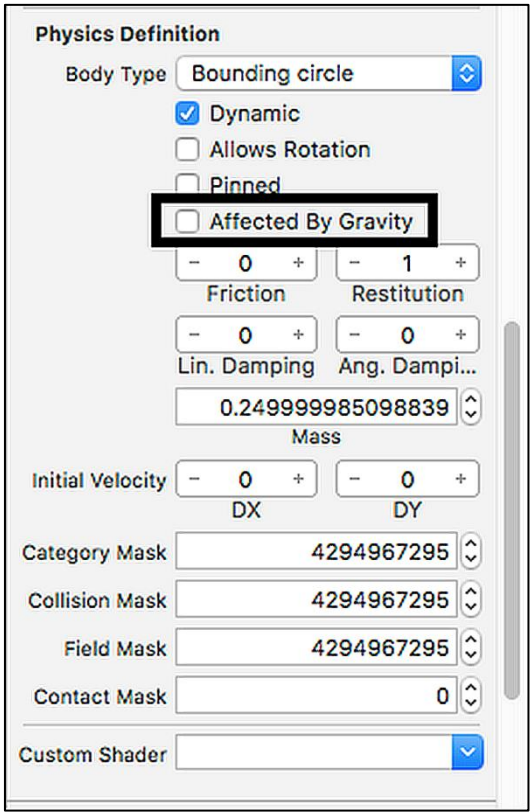 Physics Definition
Body Type Bounding circle
Dynamic
Allows Rotation
Pinned
Affected By Gravity
− 0 + − 1 +
Friction Restitution
− 0 + − 0 +
Lin. Damping Ang. Dampi...
0.249999985098839
Mass
Initial Velocity − 0 + − 0 +
DX DY
Category Mask 4294967295
Collision Mask 4294967295
Field Mask 4294967295
Contact Mask 0
Custom Shader